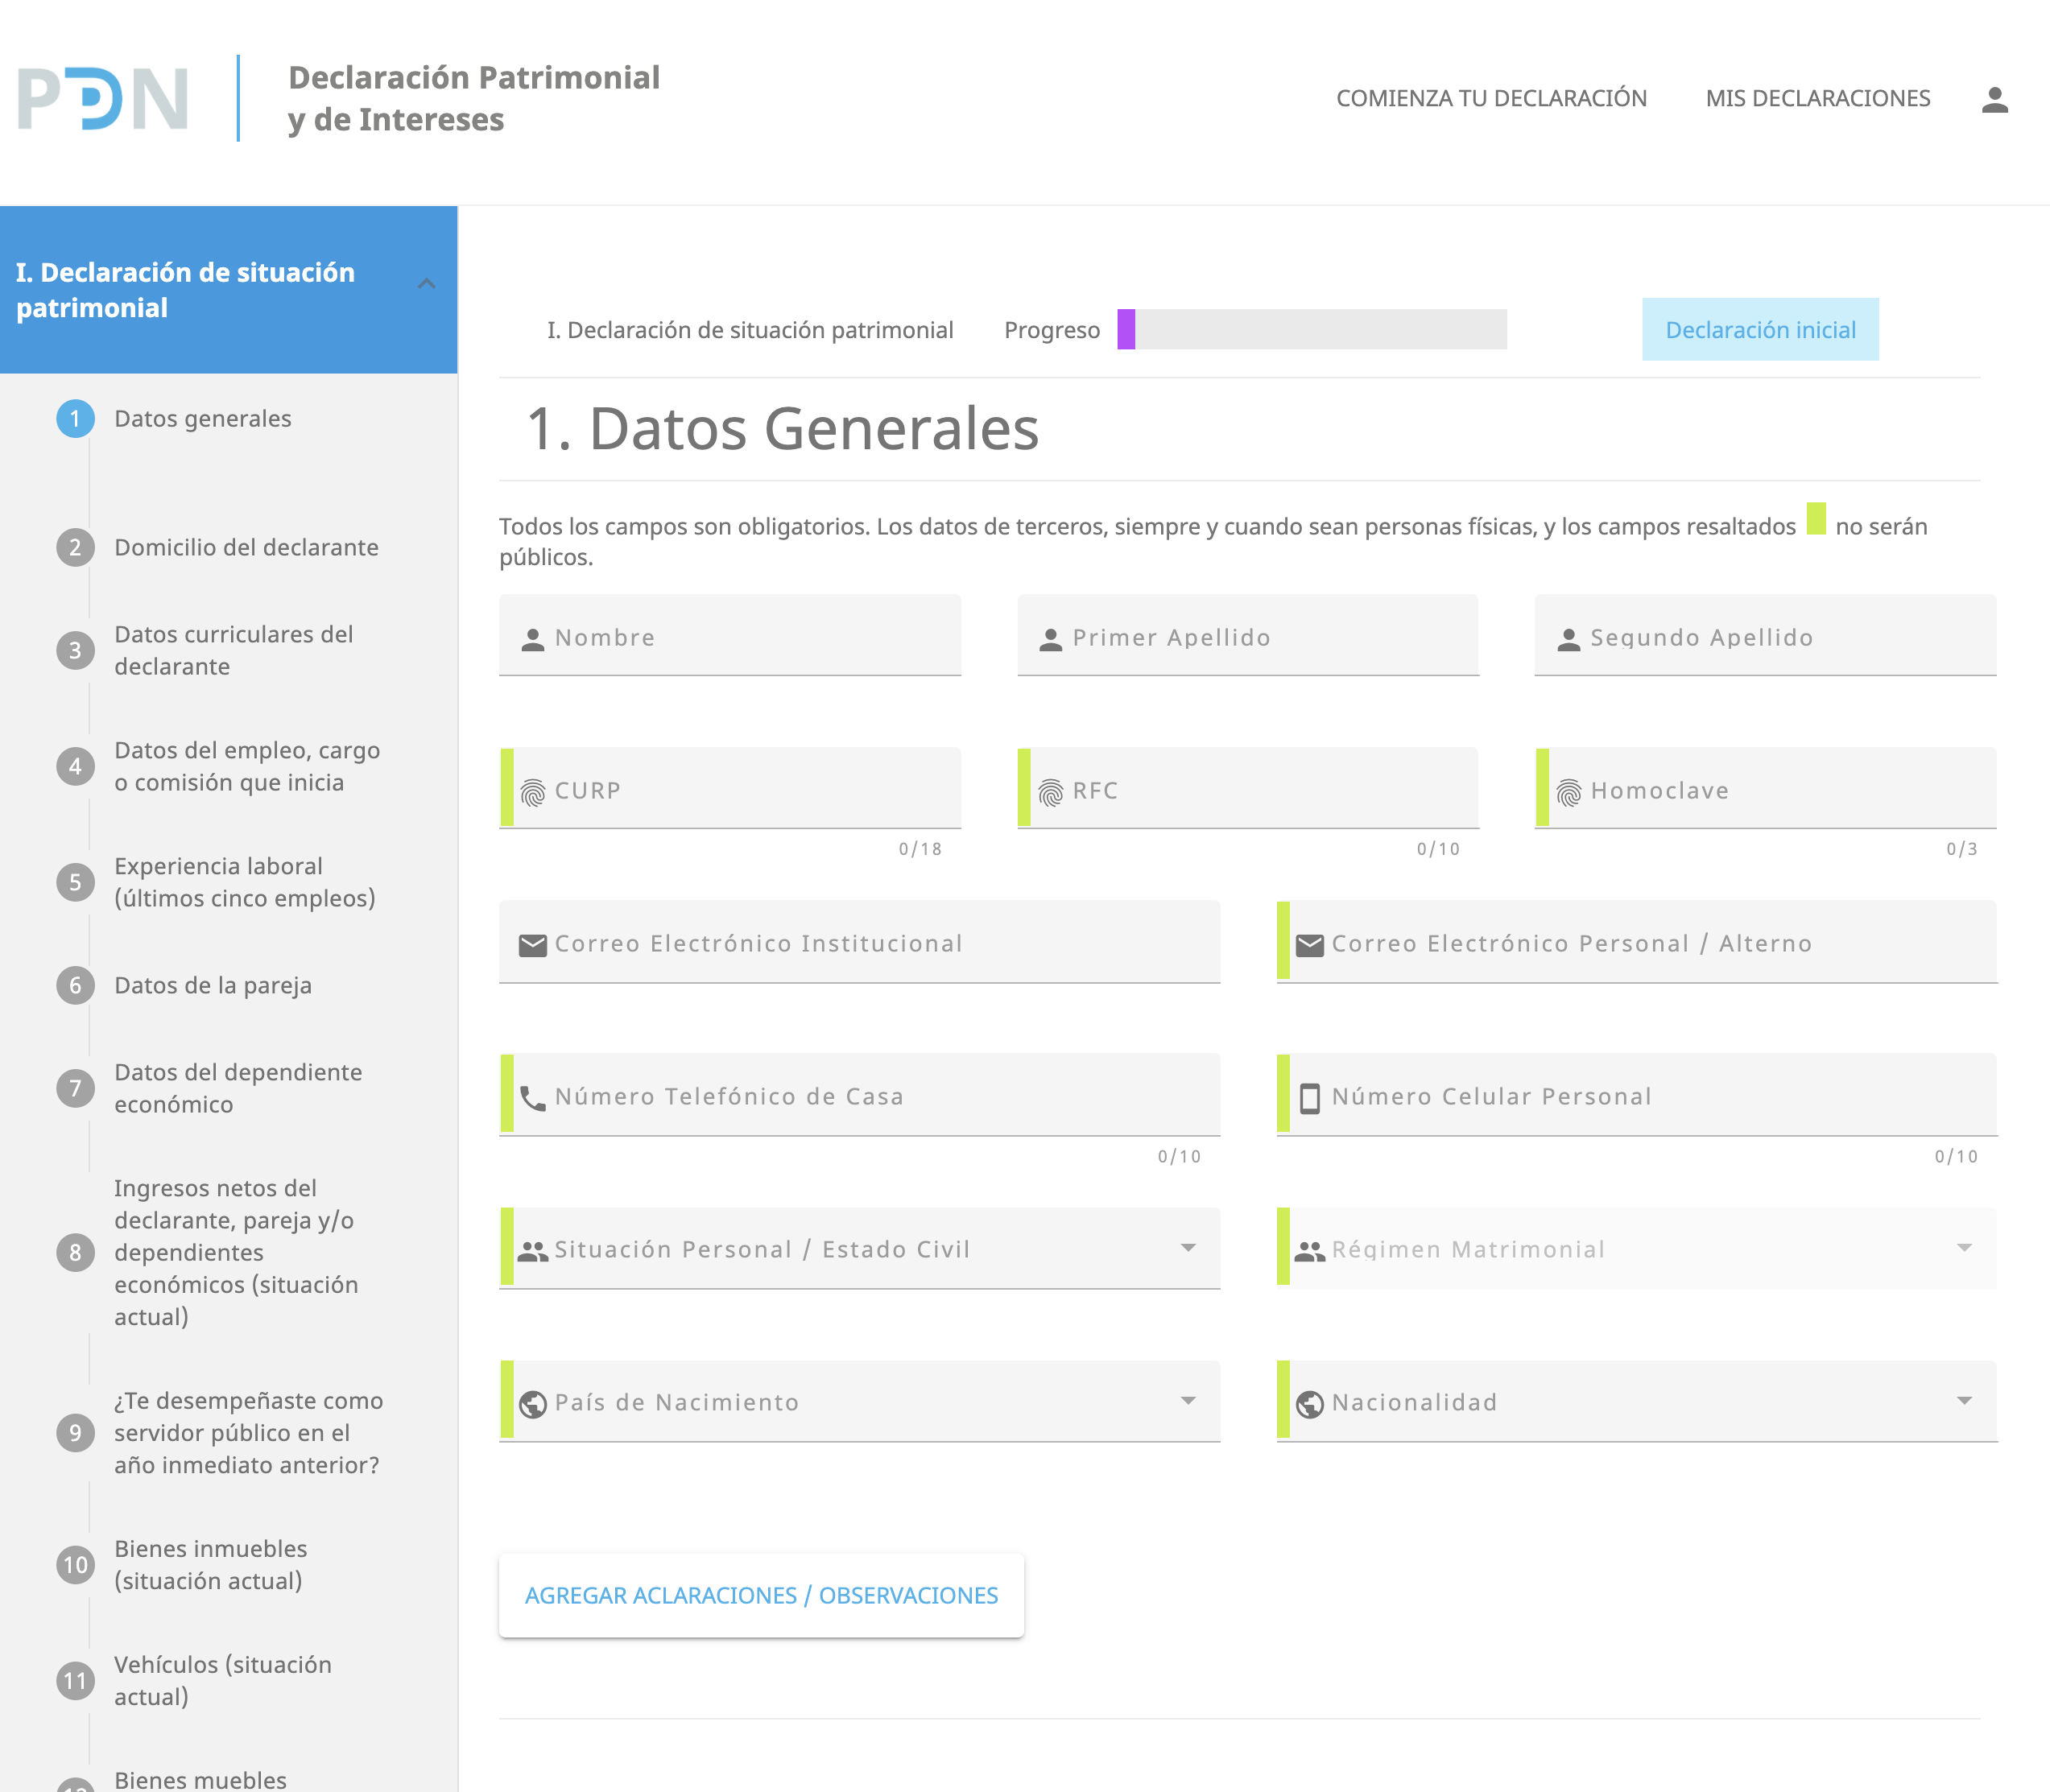 PDN
Declaración Patrimonial
y de Intereses
COMIENZA TU DECLARACIÓN
MIS DECLARACIONES
I. Declaración de situación
patrimonial
1 Datos generales
2 Domicilio del declarante
3 Datos curriculares del
declarante
4 Datos del empleo, cargo
o comisión que inicia
5 Experiencia laboral
(últimos cinco empleos)
6 Datos de la pareja
7 Datos del dependiente
económico
8 Ingresos netos del
declarante, pareja y/o
dependientes
económicos (situación
actual)
9 ¿Te desempeñaste como
servidor público en el
año inmediato anterior?
10 Bienes inmuebles
(situación actual)
11 Vehículos (situación
actual)
Bienes muebles
I. Declaración de situación patrimonial
Progreso
Declaración inicial
1. Datos Generales
Todos los campos son obligatorios. Los datos de terceros, siempre y cuando sean personas físicas, y los campos resaltados no serán
públicos.
Nombre
Primer Apellido
Segundo Apellido
CURP
RFC
Homoclave
0/18
0/10
0/3
Correo Electrónico Institucional
Correo Electrónico Personal / Alterno
Número Telefónico de Casa
Número Celular Personal
0/10
0/10
Situación Personal / Estado Civil
Régimen Matrimonial
País de Nacimiento
Nacionalidad
AGREGAR ACLARACIONES / OBSERVACIONES